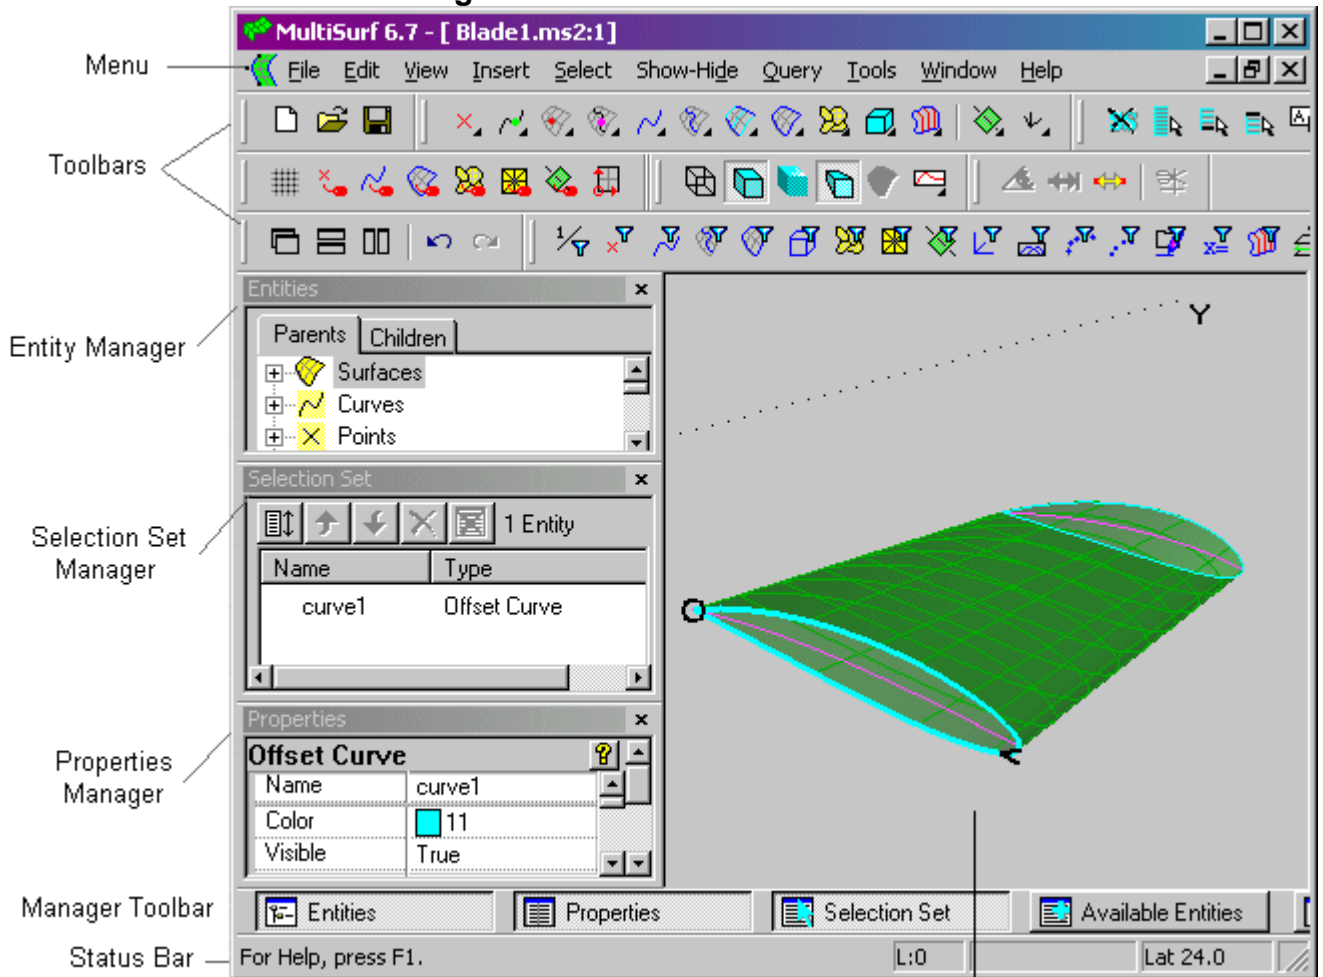 g
MultiSurf 6.7 - [ Blade1.ms2:1]
Menu
File Edit View Insert Select Show-Hide Query Tools Window Help
Toolbars
Entities
Entity Manager
Parents Children
Surfaces
Curves
Points
Y
Selection Set
1 Entity
Selection Set
Manager
Name Type
curve1 Offset Curve
Properties
Properties
Manager
Offset Curve
Name curve1
Color 11
Visible True
Manager Toolbar
Entities Properties Selection Set Available Entities
Status Bar
For Help, press F1. L:0 Lat 24.0